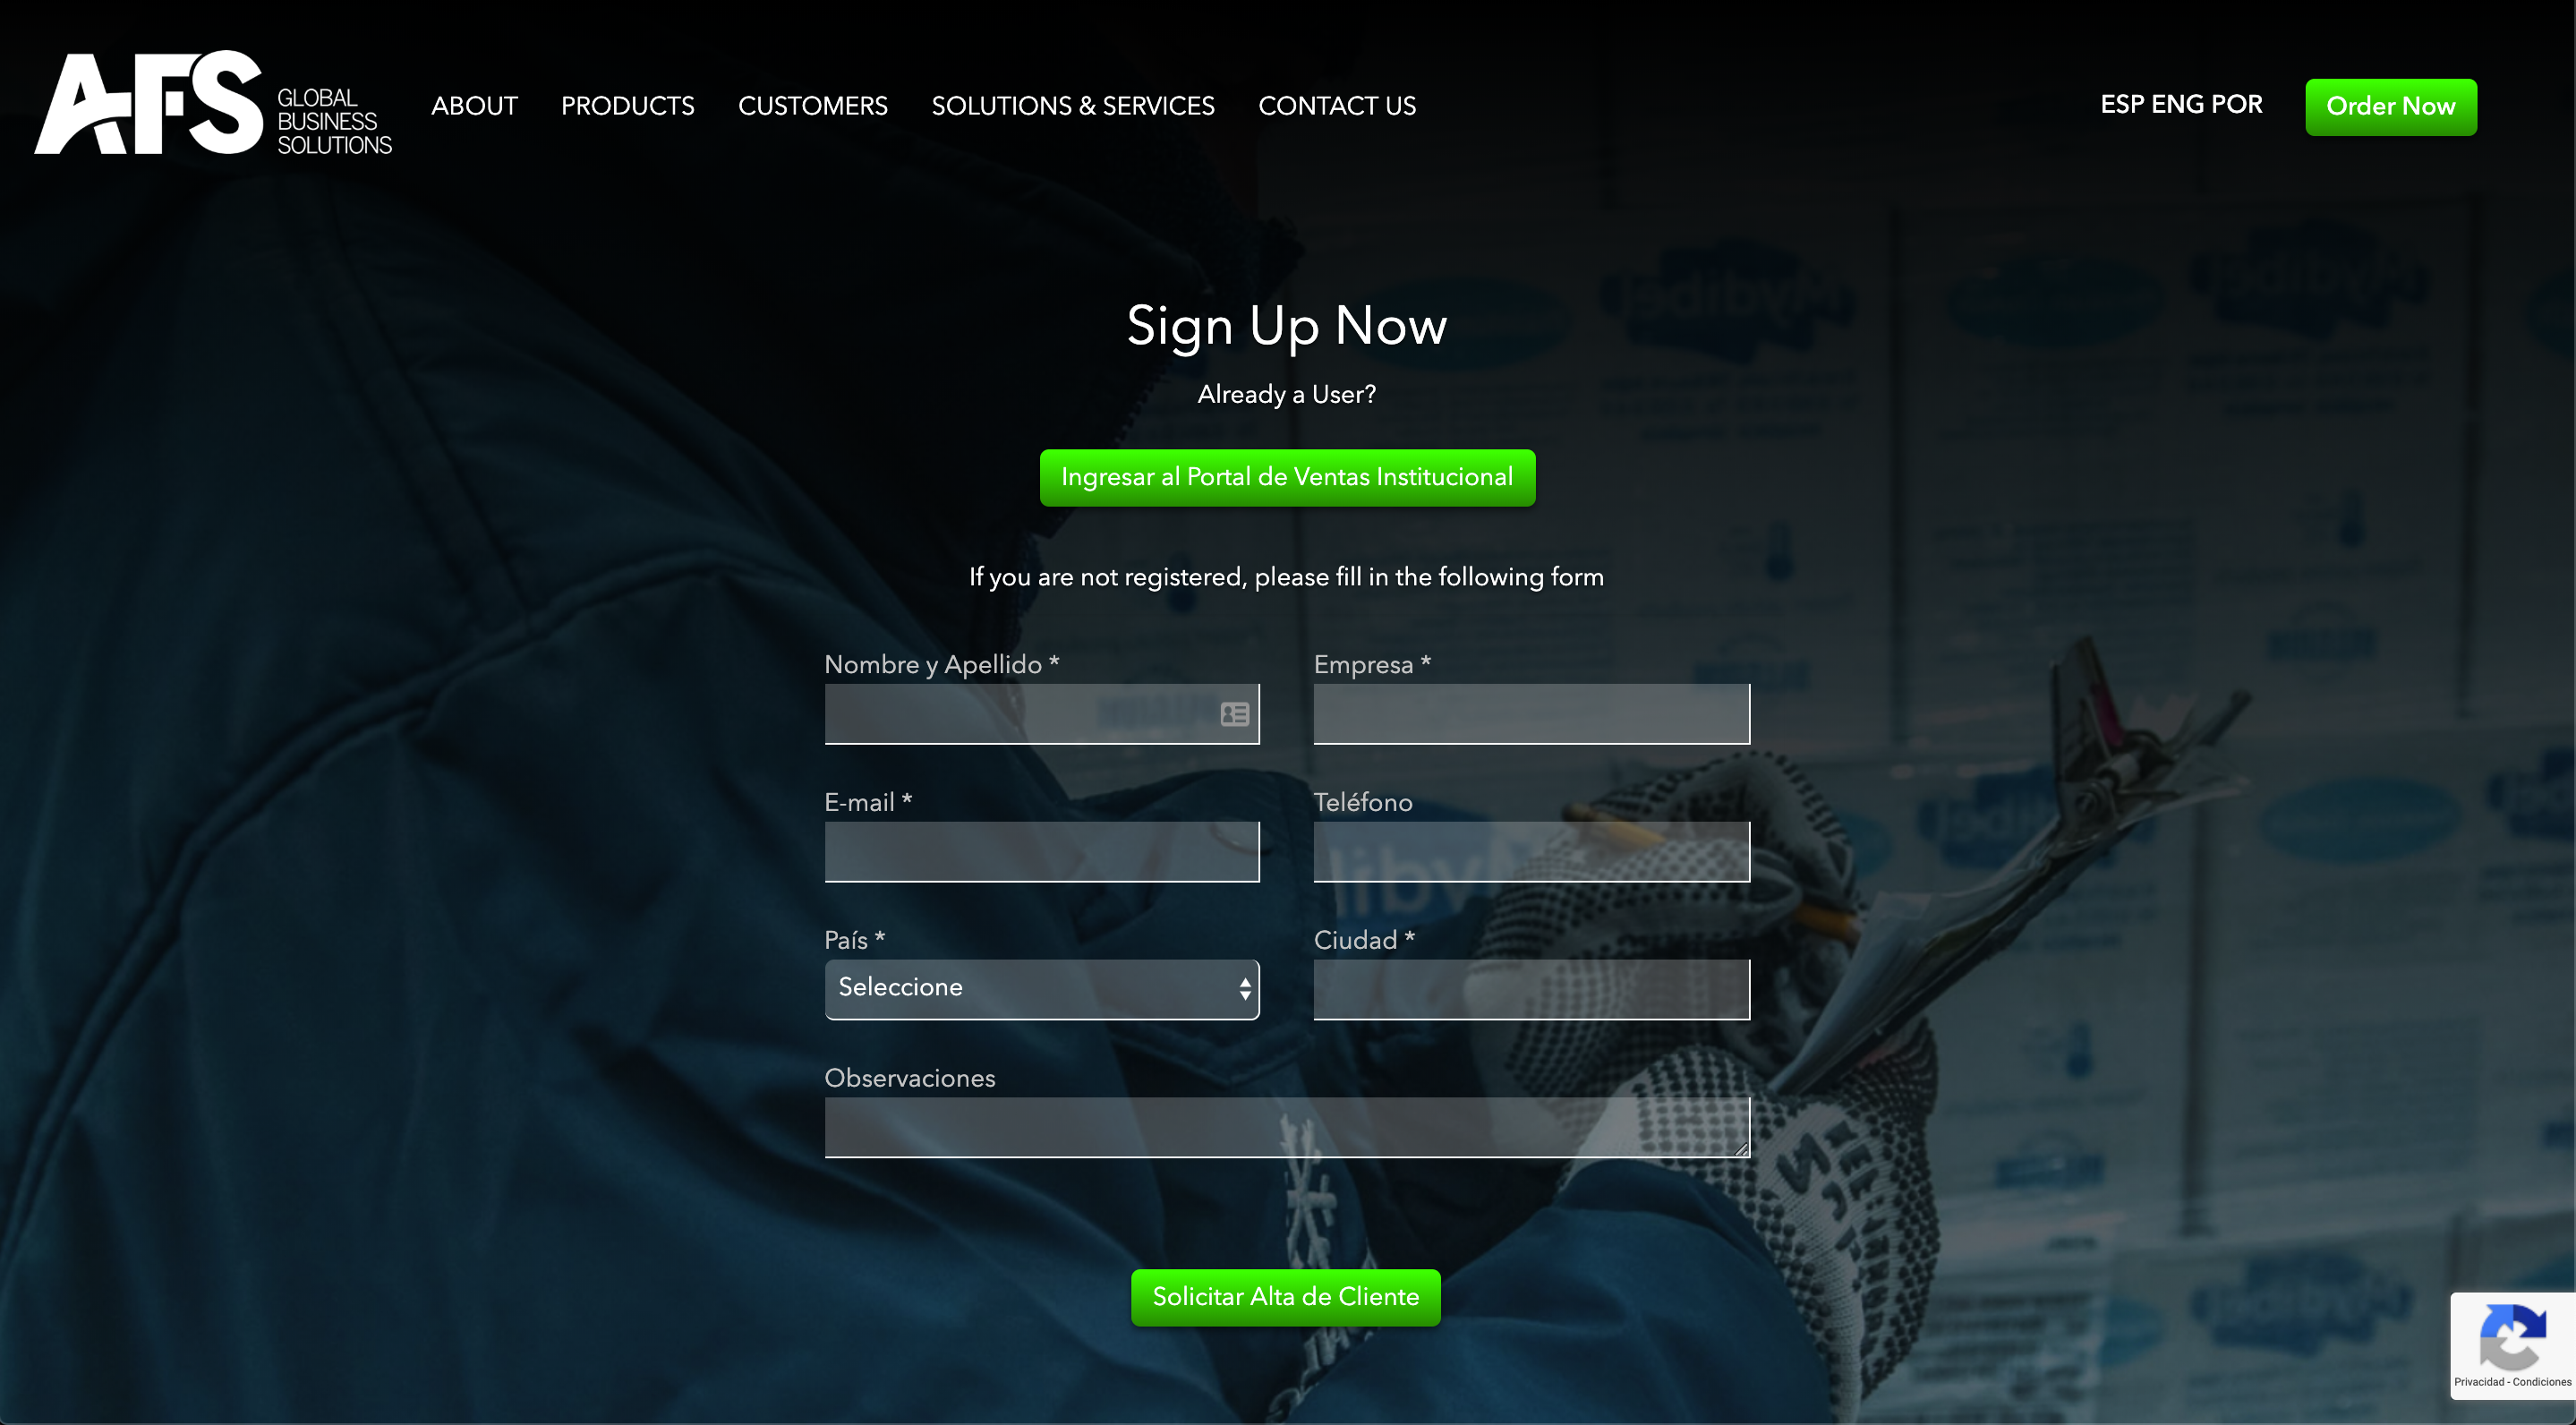 AFS GLOBAL
BUSINESS
SOLUTIONS
ABOUT PRODUCTS CUSTOMERS SOLUTIONS & SERVICES CONTACT US
ESP ENG POR
Order Now
Sign Up Now
Already a User?
Ingresar al Portal de Ventas Institucional
If you are not registered, please fill in the following form
Nombre y Apellido *
Empresa *
E-mail *
Teléfono
País *
Seleccione
Ciudad *
Observaciones
Solicitar Alta de Cliente
Privacidad - Condiciones